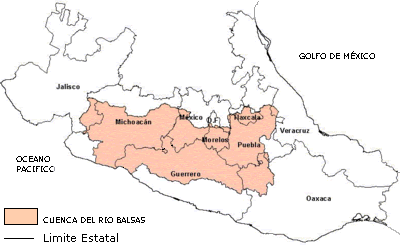 GOLFO DE MÉXICO
Jalisco
Michoacán
México
D.F.
Tlaxcala
Morelos
Puebla
Veracruz
OCEANO
PACIFICO
Guerrero
Oaxaca
CUENCA DEL RIO BALSAS
Limite Estatal